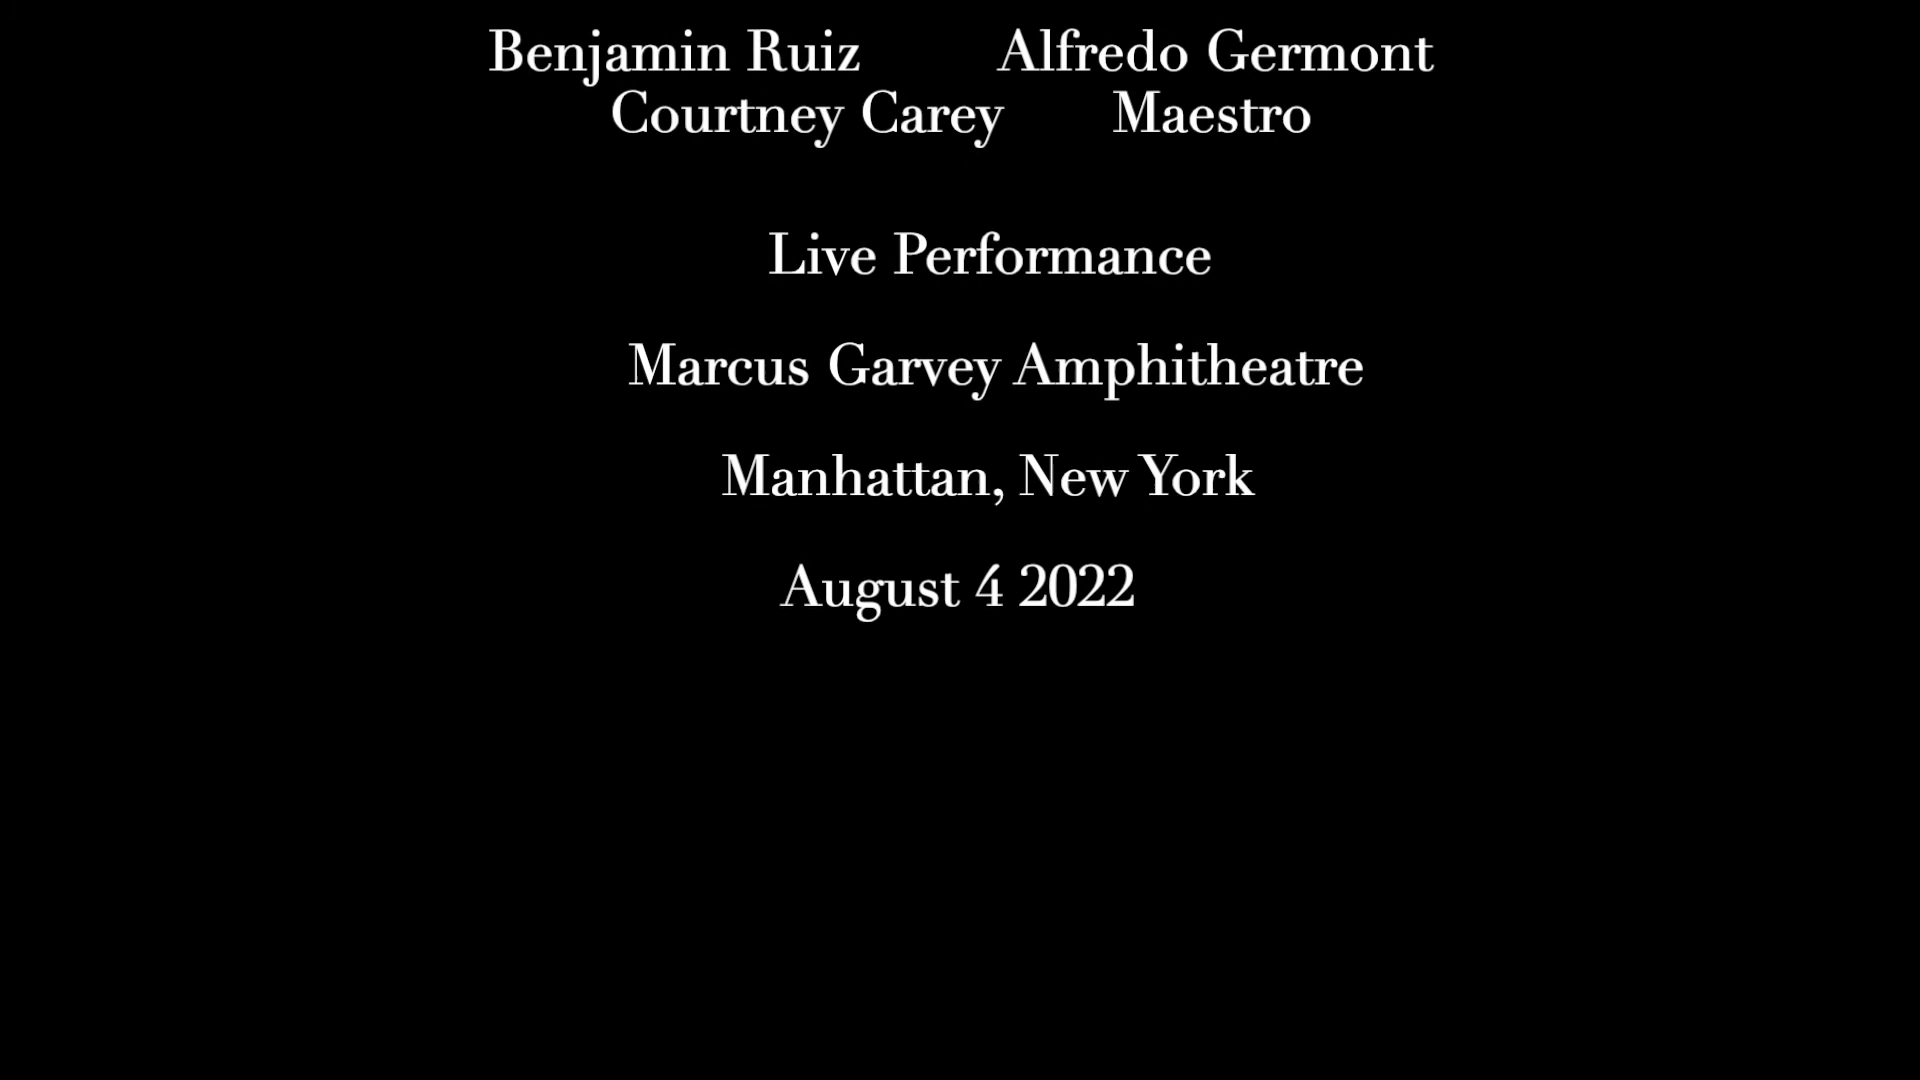 Benjamin Ruiz Alfredo Germont
Courtney Carey Maestro
Live Performance
Marcus Garvey Amphitheatre
Manhattan, New York
August 4 2022